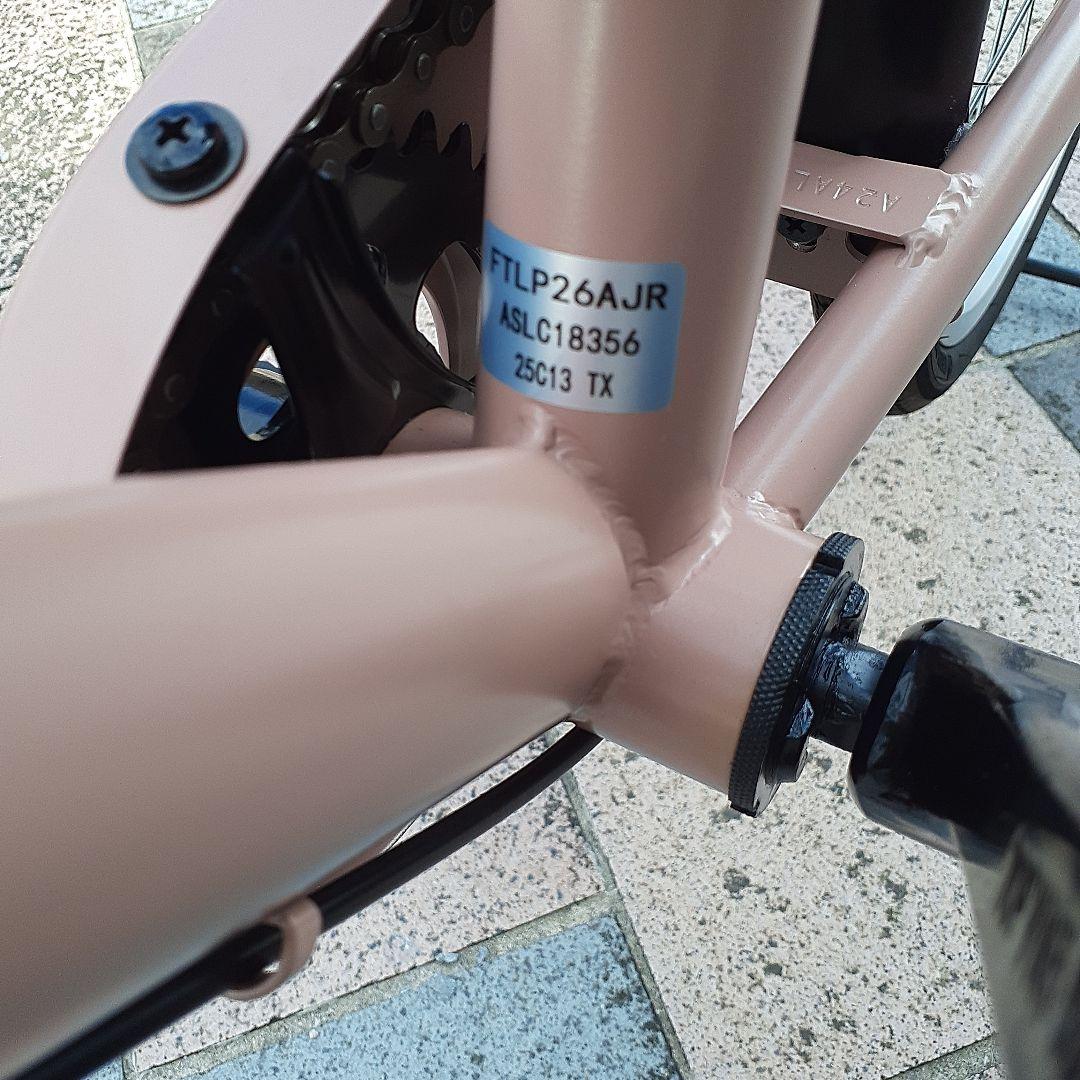 FTLP26AJR
ASLC18356
25C13 TX
A24AL